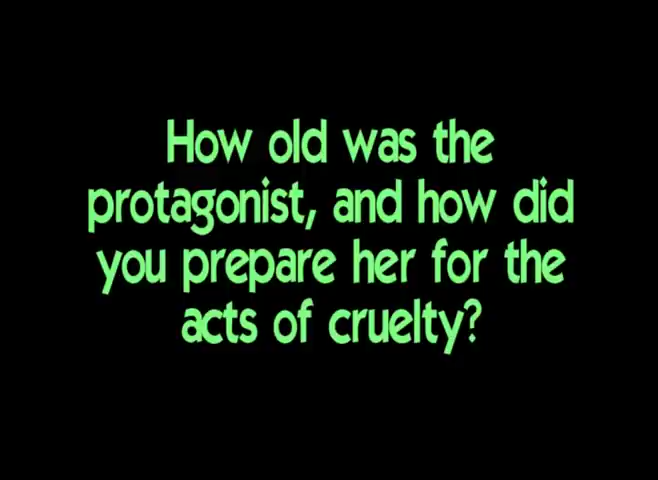 How old was the
protagonist, and how did
you prepare her for the
acts of cruelty?